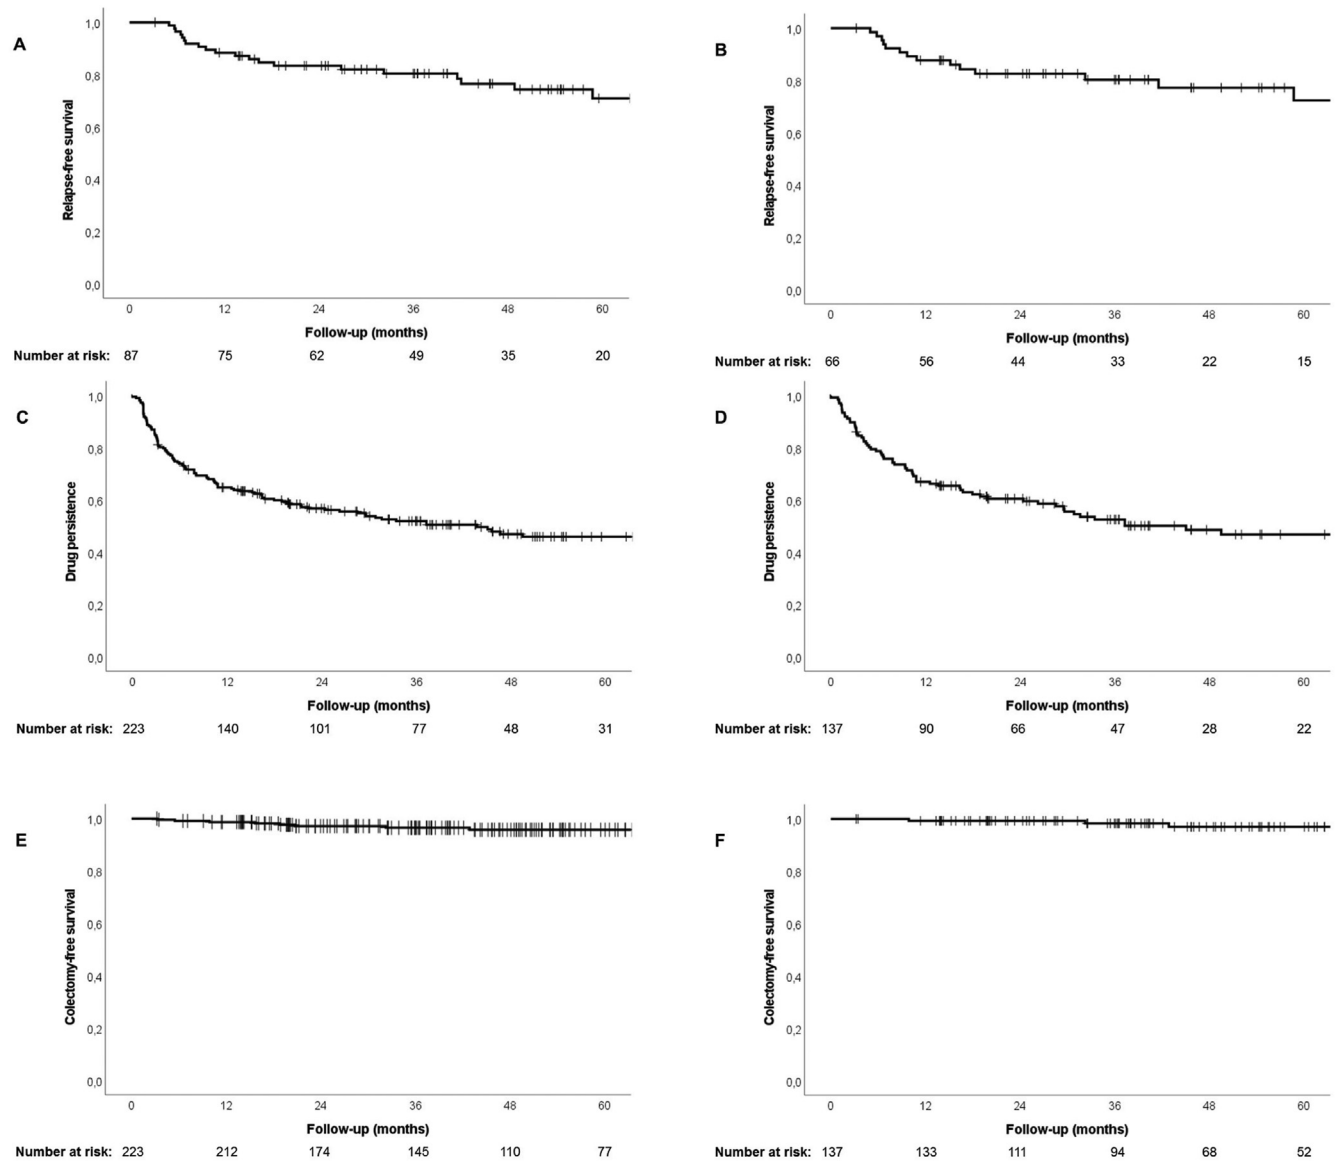 A
Relapse-free survival
1,0
0,8
0,6
0,4
0,2
0,0
0 12 24 36 48 60
Follow-up (months)
Number at risk: 87 75 62 49 35 20
B
Relapse-free survival
1,0
0,8
0,6
0,4
0,2
0,0
0 12 24 36 48 60
Follow-up (months)
Number at risk: 66 56 44 33 22 15
C
Drug persistence
1,0
0,8
0,6
0,4
0,2
0,0
0 12 24 36 48 60
Follow-up (months)
Number at risk: 223 140 101 77 48 31
D
Drug persistence
1,0
0,8
0,6
0,4
0,2
0,0
0 12 24 36 48 60
Follow-up (months)
Number at risk: 137 90 66 47 28 22
E
Colectomy-free survival
1,0
0,8
0,6
0,4
0,2
0,0
0 12 24 36 48 60
Follow-up (months)
Number at risk: 223 212 174 145 110 77
F
Colectomy-free survival
1,0
0,8
0,6
0,4
0,2
0,0
0 12 24 36 48 60
Follow-up (months)
Number at risk: 137 133 111 94 68 52